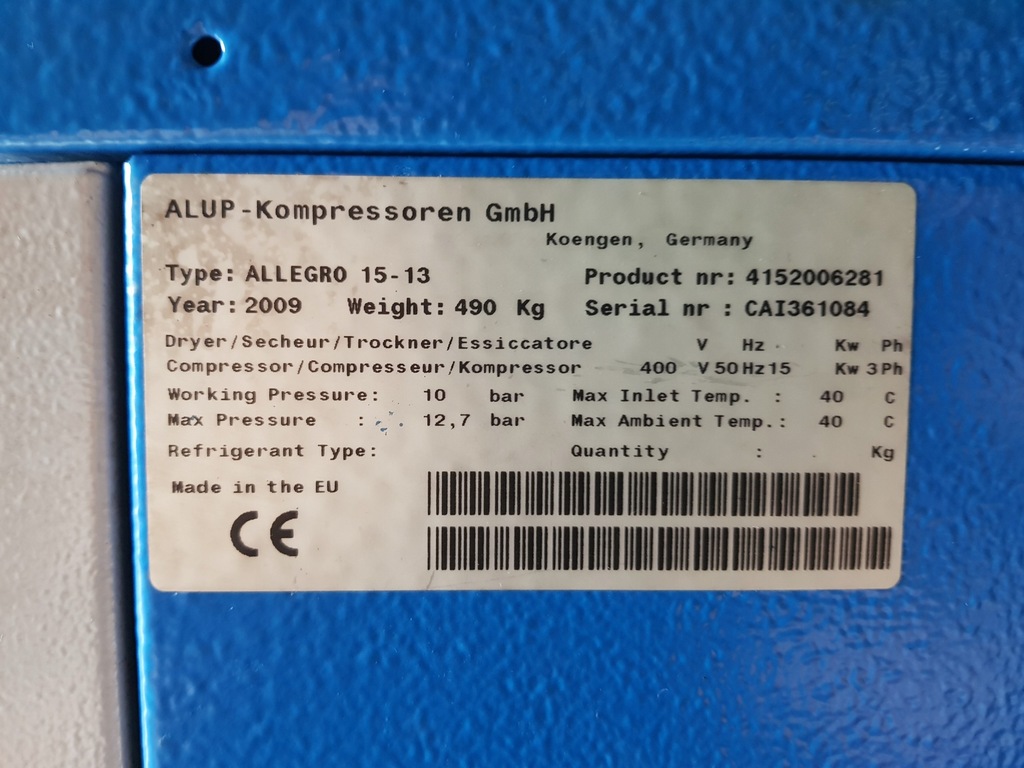 ALUP-Kompressoren GmbH
Koengen, Germany
Type: ALLEGRO 15-13 Product nr: 4152006281
Year: 2009 Weight: 490 Kg Serial nr : CAI361084
Dryer/Secheur/Trockner/Essiccatore V Hz Kw Ph
Compressor/Compresseur/Kompressor 400 V 50 Hz 15 Kw 3 Ph
Working Pressure: 10 bar Max Inlet Temp. : 40 C
Max Pressure : 12,7 bar Max Ambient Temp.: 40 C
Refrigerant Type: Quantity : Kg
Made in the EU
CE